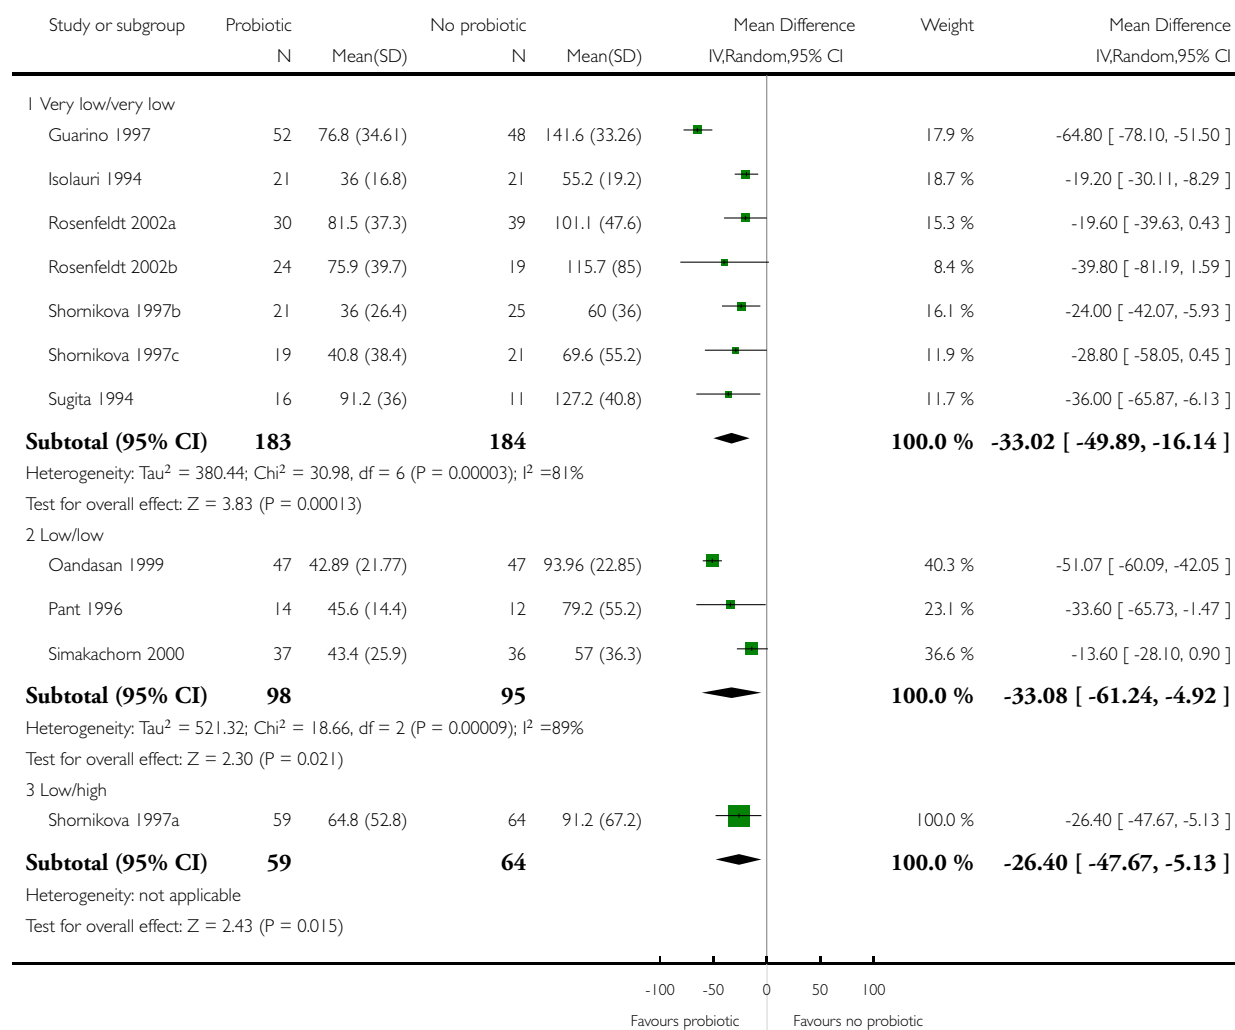 Study or subgroup Probiotic No probiotic Mean Difference Weight Mean Difference
N Mean(SD) N Mean(SD) IV,Random,95% CI IV,Random,95% CI
1 Very low/very low
Guarino 1997 52 76.8 (34.61) 48 141.6 (33.26) 17.9 % -64.80 [ -78.10, -51.50 ]
Isolauri 1994 21 36 (16.8) 21 55.2 (19.2) 18.7 % -19.20 [ -30.11, -8.29 ]
Rosenfeldt 2002a 30 81.5 (37.3) 39 101.1 (47.6) 15.3 % -19.60 [ -39.63, 0.43 ]
Rosenfeldt 2002b 24 75.9 (39.7) 19 115.7 (85) 8.4 % -39.80 [ -81.19, 1.59 ]
Shornikova 1997b 21 36 (26.4) 25 60 (36) 16.1 % -24.00 [ -42.07, -5.93 ]
Shornikova 1997c 19 40.8 (38.4) 21 69.6 (55.2) 11.9 % -28.80 [ -58.05, 0.45 ]
Sugita 1994 16 91.2 (36) 11 127.2 (40.8) 11.7 % -36.00 [ -65.87, -6.13 ]
Subtotal (95% CI) 183 184 100.0 % -33.02 [ -49.89, -16.14 ]
Heterogeneity: Tau² = 380.44; Chi² = 30.98, df = 6 (P = 0.00003); I² =81%
Test for overall effect: Z = 3.83 (P = 0.00013)
2 Low/low
Oandasan 1999 47 42.89 (21.77) 47 93.96 (22.85) 40.3 % -51.07 [ -60.09, -42.05 ]
Pant 1996 14 45.6 (14.4) 12 79.2 (55.2) 23.1 % -33.60 [ -65.73, -1.47 ]
Simakachorn 2000 37 43.4 (25.9) 36 57 (36.3) 36.6 % -13.60 [ -28.10, 0.90 ]
Subtotal (95% CI) 98 95 100.0 % -33.08 [ -61.24, -4.92 ]
Heterogeneity: Tau² = 521.32; Chi² = 18.66, df = 2 (P = 0.00009); I² =89%
Test for overall effect: Z = 2.30 (P = 0.021)
3 Low/high
Shornikova 1997a 59 64.8 (52.8) 64 91.2 (67.2) 100.0 % -26.40 [ -47.67, -5.13 ]
Subtotal (95% CI) 59 64 100.0 % -26.40 [ -47.67, -5.13 ]
Heterogeneity: not applicable
Test for overall effect: Z = 2.43 (P = 0.015)
-100 -50 0 50 100
Favours probiotic Favours no probiotic